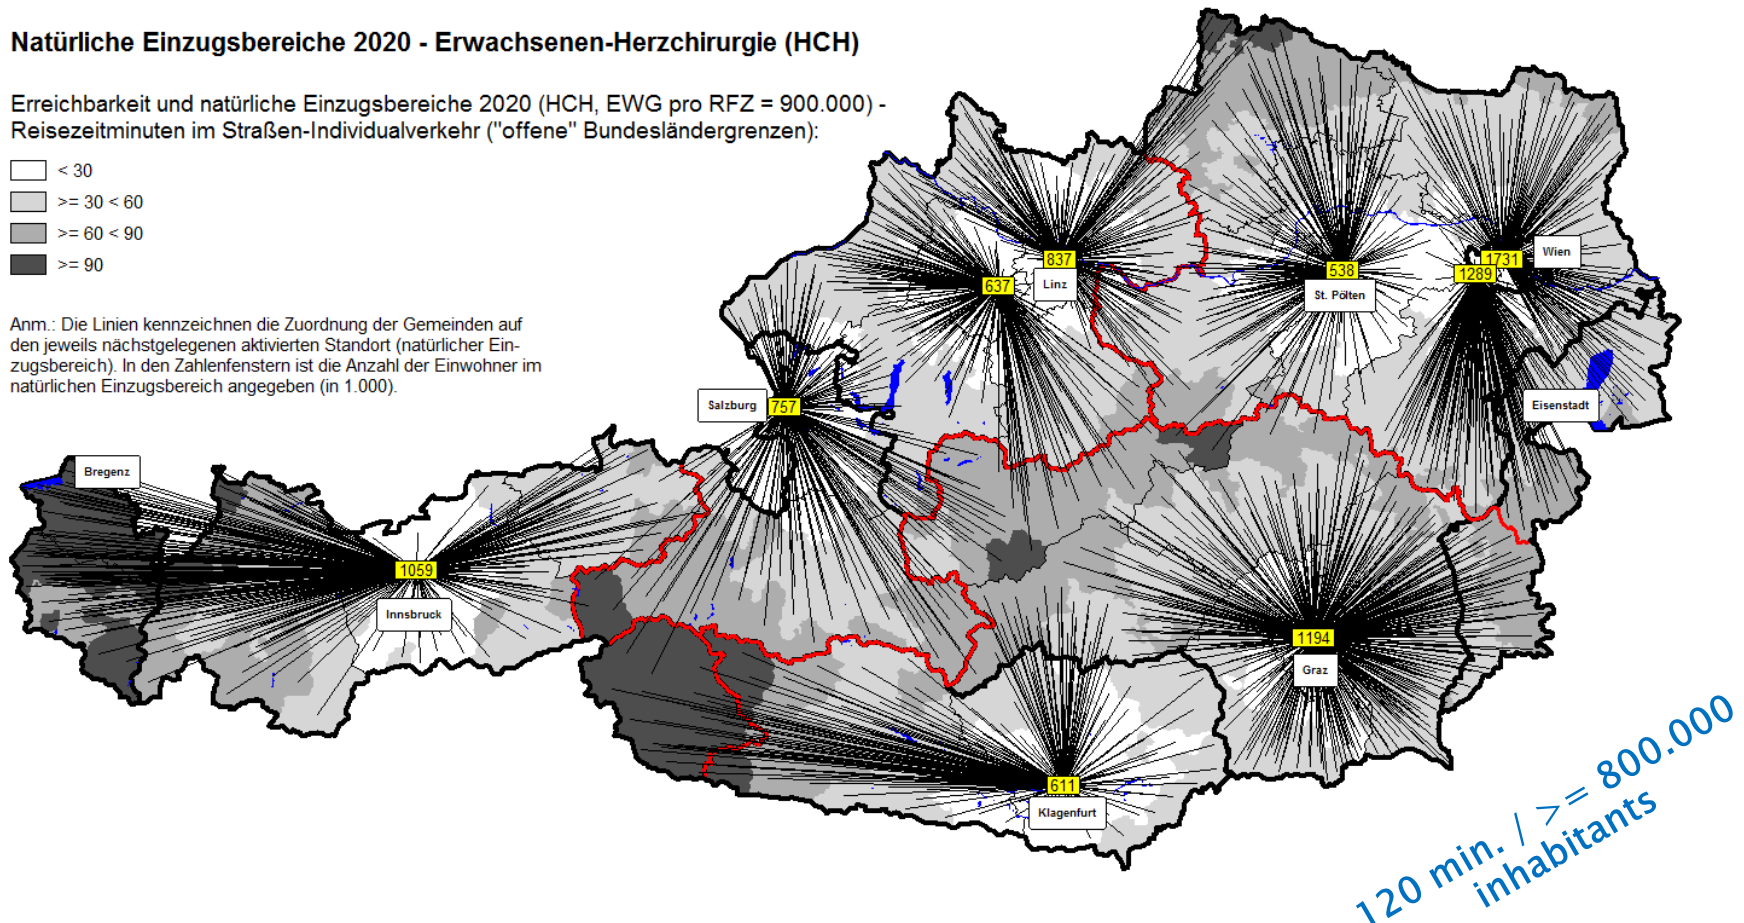 Natürliche Einzugsbereiche 2020 - Erwachsenen-Herzchirurgie (HCH)
Erreichbarkeit und natürliche Einzugsbereiche 2020 (HCH, EWG pro RFZ = 900.000) -
Reisezeitminuten im Straßen-Individualverkehr ("offene" Bundesländergrenzen):
< 30
>= 30 < 60
>= 60 < 90
>= 90
Anm.: Die Linien kennzeichnen die Zuordnung der Gemeinden auf
den jeweils nächstgelegenen aktivierten Standort (natürlicher Ein-
zugsbereich). In den Zahlenfenstern ist die Anzahl der Einwohner im
natürlichen Einzugsbereich angegeben (in 1.000).
837
Linz
637
538
St. Pölten
1731
Wien
1289
Salzburg
757
Eisenstadt
Bregenz
1059
Innsbruck
1194
Graz
611
Klagenfurt
120 min. / >= 800.000
inhabitants